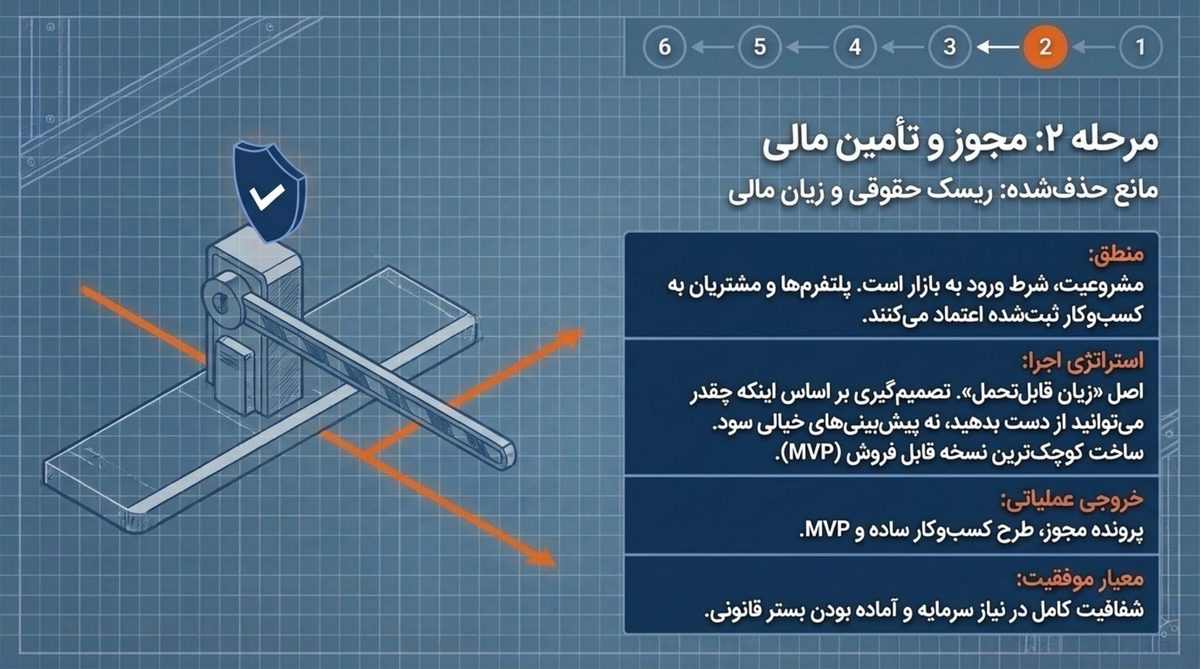 1 2 3 4 5 6
مرحله ۲: مجوز و تأمین مالی
مانع حذف‌شده: ریسک حقوقی و زیان مالی
منطق:
مشروعیت، شرط ورود به بازار است. پلتفرم‌ها و مشتریان به
کسب‌وکار ثبت‌شده اعتماد می‌کنند.
استراتژی اجرا:
اصل «زیان قابل‌تحمل». تصمیم‌گیری بر اساس اینکه چقدر
می‌توانید از دست بدهید، نه پیش‌بینی‌های خیالی سود.
ساخت کوچک‌ترین نسخه قابل فروش (MVP).
خروجی عملیاتی:
پرونده مجوز، طرح کسب‌وکار ساده و MVP.
معیار موفقیت:
شفافیت کامل در نیاز سرمایه و آماده بودن بستر قانونی.